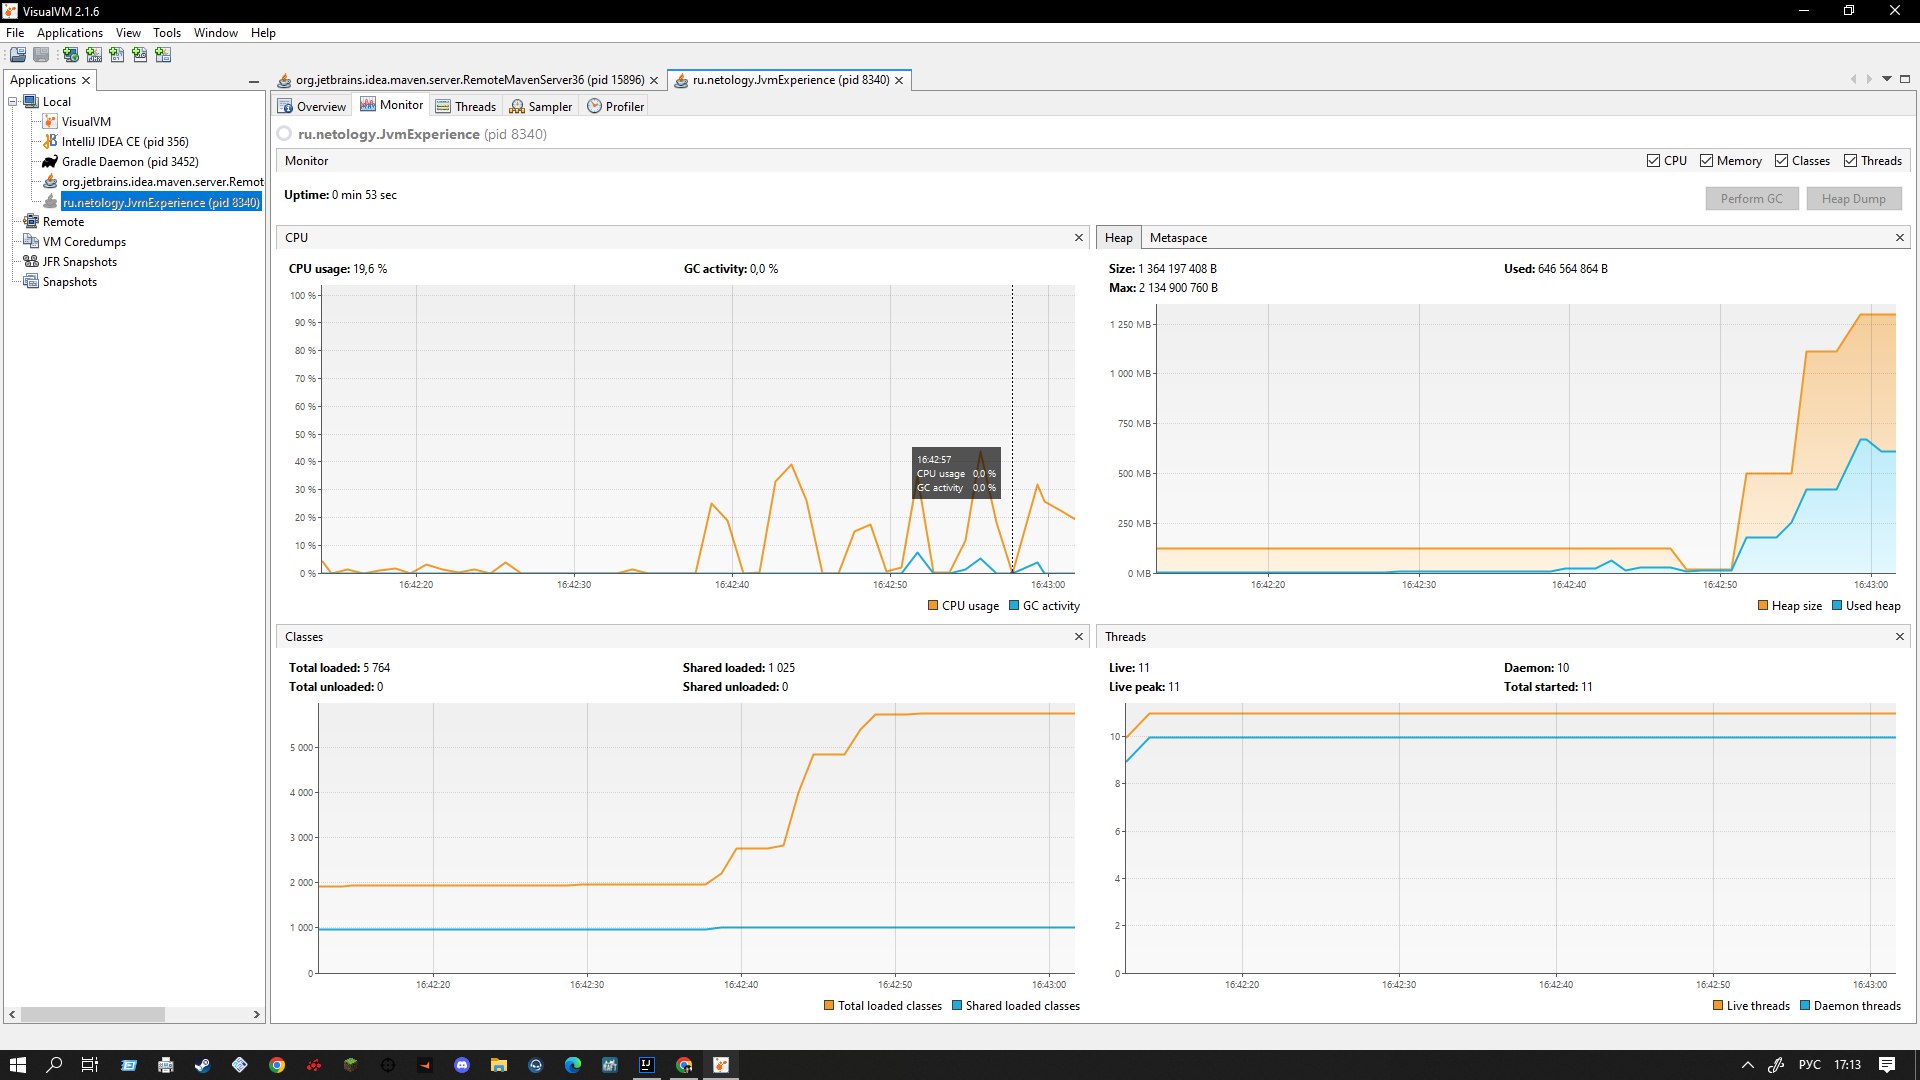 VisualVM 2.1.6
File Applications View Tools Window Help
Applications
org.jetbrains.idea.maven.server.RemoteMavenServer36 (pid 15896)
ru.netology.JvmExperience (pid 8340)
Local
VisualVM
IntelliJ IDEA CE (pid 356)
Gradle Daemon (pid 3452)
org.jetbrains.idea.maven.server.Remot
ru.netology.JvmExperience (pid 8340)
Remote
VM Coredumps
JFR Snapshots
Snapshots
Overview Monitor Threads Sampler Profiler
ru.netology.JvmExperience (pid 8340)
Monitor
CPU Memory Classes Threads
Uptime: 0 min 53 sec
Perform GC Heap Dump
CPU
CPU usage: 19,6 % GC activity: 0,0 %
100 %
90 %
80 %
70 %
60 %
50 %
40 %
30 %
20 %
10 %
0 %
16:42:57
CPU usage 0,0 %
GC activity 0,0 %
16:42:20 16:42:30 16:42:40 16:42:50 16:43:00
CPU usage GC activity
Heap Metaspace
Size: 1 364 197 408 B Used: 646 564 864 B
Max: 2 134 900 760 B
1 250 MB
1 000 MB
750 MB
500 MB
250 MB
0 MB
16:42:20 16:42:30 16:42:40 16:42:50 16:43:00
Heap size Used heap
Classes
Total loaded: 5 764 Shared loaded: 1 025
Total unloaded: 0 Shared unloaded: 0
5 000
4 000
3 000
2 000
1 000
0
16:42:20 16:42:30 16:42:40 16:42:50 16:43:00
Total loaded classes Shared loaded classes
Threads
Live: 11 Daemon: 10
Live peak: 11 Total started: 11
10
8
6
4
2
0
16:42:20 16:42:30 16:42:40 16:42:50 16:43:00
Live threads Daemon threads
РУС 17:13